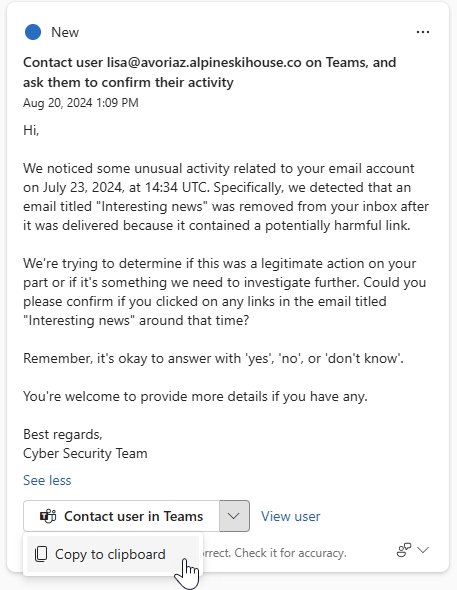 New
Contact user lisa@avoriaz.alpineskihouse.co on Teams, and
ask them to confirm their activity
Aug 20, 2024 1:09 PM
Hi,
We noticed some unusual activity related to your email account
on July 23, 2024, at 14:34 UTC. Specifically, we detected that an
email titled "Interesting news" was removed from your inbox after
it was delivered because it contained a potentially harmful link.
We're trying to determine if this was a legitimate action on your
part or if it's something we need to investigate further. Could you
please confirm if you clicked on any links in the email titled
"Interesting news" around that time?
Remember, it's okay to answer with 'yes', 'no', or 'don't know'.
You're welcome to provide more details if you have any.
Best regards,
Cyber Security Team
See less
Contact user in Teams View user
Copy to clipboard
Check it for accuracy.